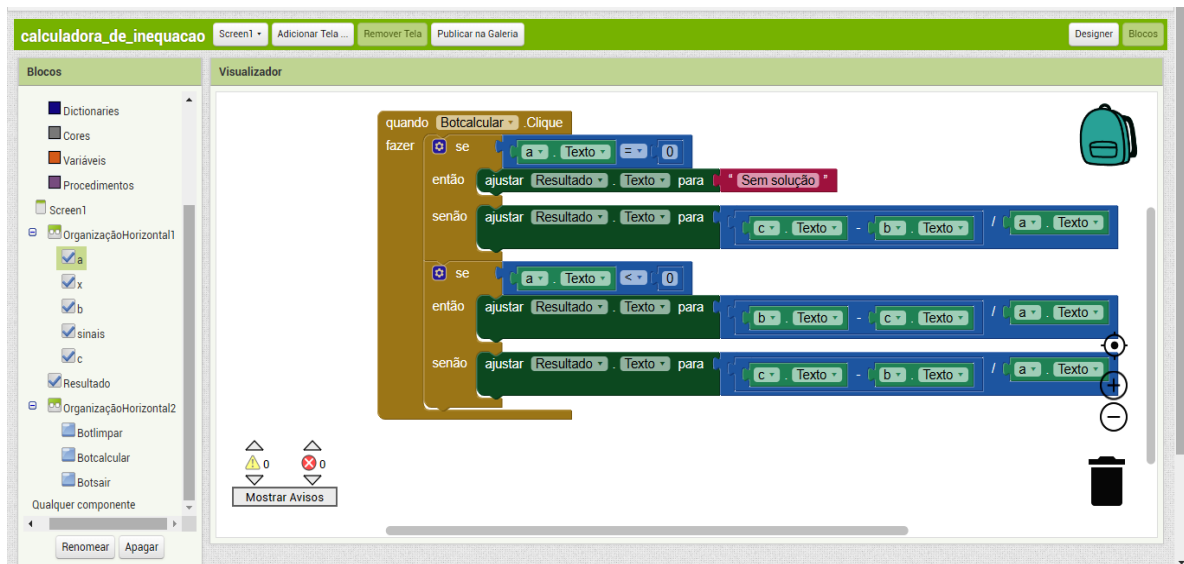 calculadora_de_inequacao Screen1 Adicionar Tela ... Remover Tela Publicar na Galeria Designer Blocos
Blocos Visualizador
Dictionaries
Cores
Variáveis
Procedimentos
Screen1
OrganizaçãoHorizontal1
a
x
b
sinais
c
Resultado
OrganizaçãoHorizontal2
Botlimpar
Botcalcular
Botsair
Qualquer componente
Renomear Apagar
quando Botcalcular .Clique
fazer se a . Texto = 0
então ajustar Resultado . Texto para " Sem solução "
senão ajustar Resultado . Texto para c . Texto - b . Texto / a . Texto
se a . Texto < 0
então ajustar Resultado . Texto para b . Texto - c . Texto / a . Texto
senão ajustar Resultado . Texto para c . Texto - b . Texto / a . Texto
0 0
Mostrar Avisos